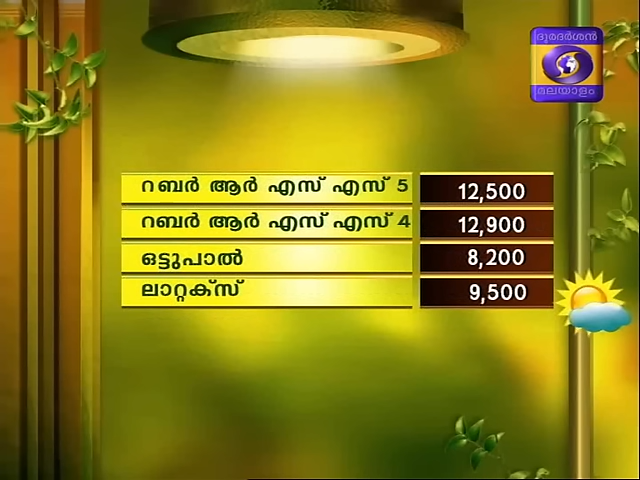 ദൂരദർശൻ
മലയാളം
റബർ ആർ എസ് എസ് 5 12,500
റബർ ആർ എസ് എസ് 4 12,900
ഒട്ടുപാൽ 8,200
ലാറ്റക്സ് 9,500